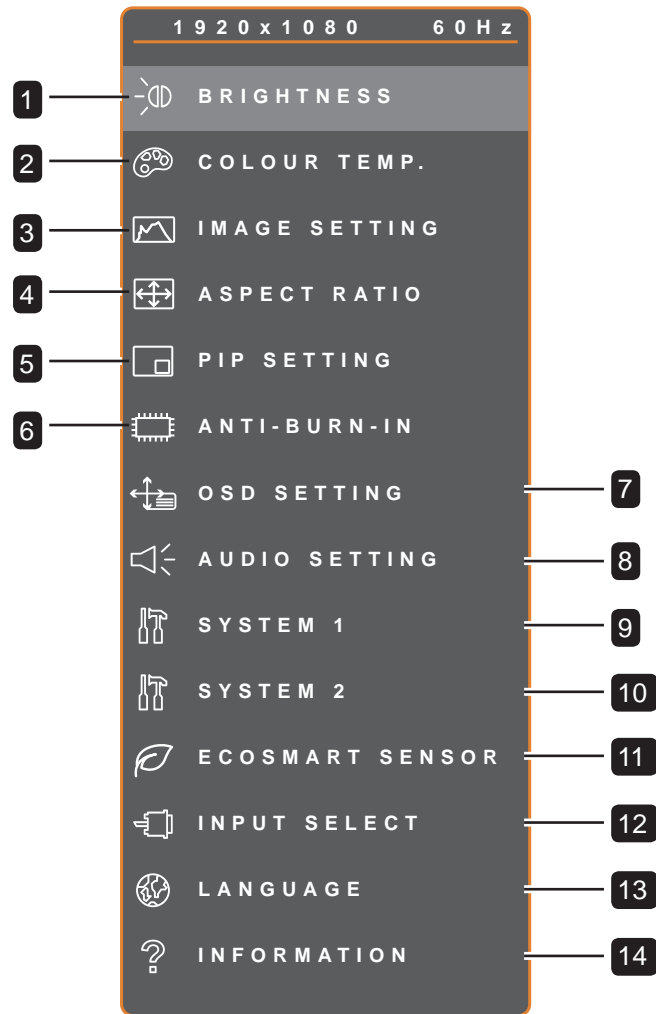 1920x1080 60Hz
1 BRIGHTNESS
2 COLOUR TEMP.
3 IMAGE SETTING
4 ASPECT RATIO
5 PIP SETTING
6 ANTI-BURN-IN
OSD SETTING 7
AUDIO SETTING 8
SYSTEM 1 9
SYSTEM 2 10
ECOSMART SENSOR 11
INPUT SELECT 12
LANGUAGE 13
? INFORMATION 14